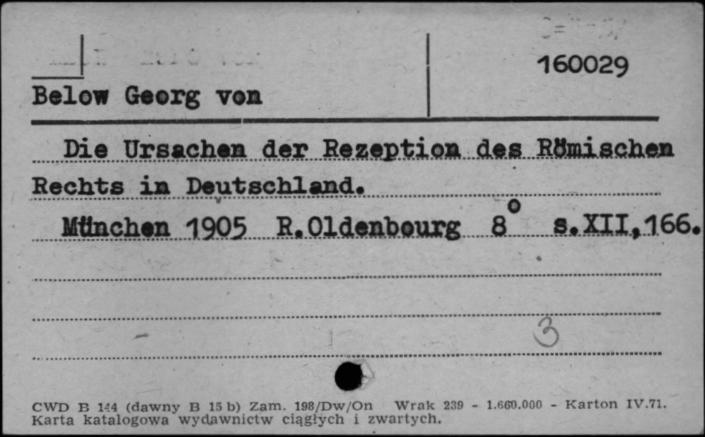 160029
Below Georg von
Die Ursachen der Rezeption des Römischen
Rechts in Deutschland.
München 1905 R.Oldenbourg 8° s.XII,166.
3
CWD B 144 (dawny B 15 b) Zam. 198/Dw/On Wrak 239 - 1.660.000 - Karton IV.71.
Karta katalogowa wydawnictw ciągłych i zwartych.